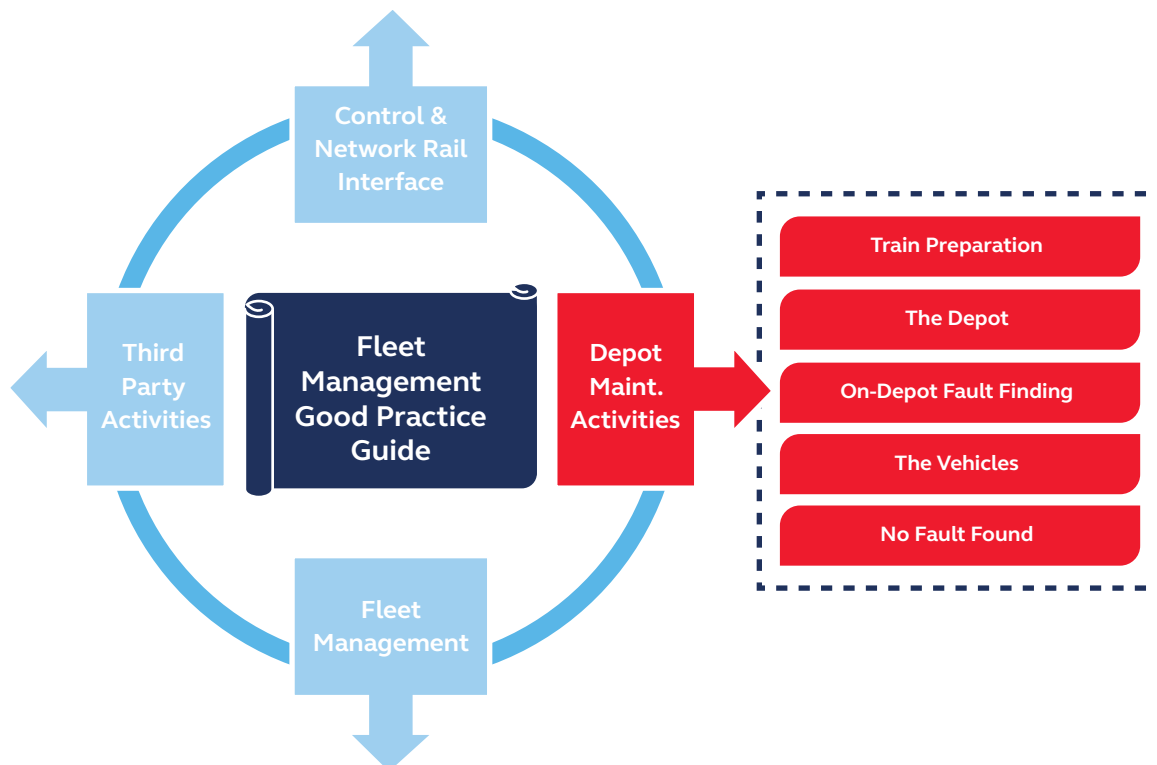 Control &
Network Rail
Interface
Third
Party
Activities
Fleet
Management
Good Practice
Guide
Depot
Maint.
Activities
Fleet
Management
Train Preparation
The Depot
On-Depot Fault Finding
The Vehicles
No Fault Found